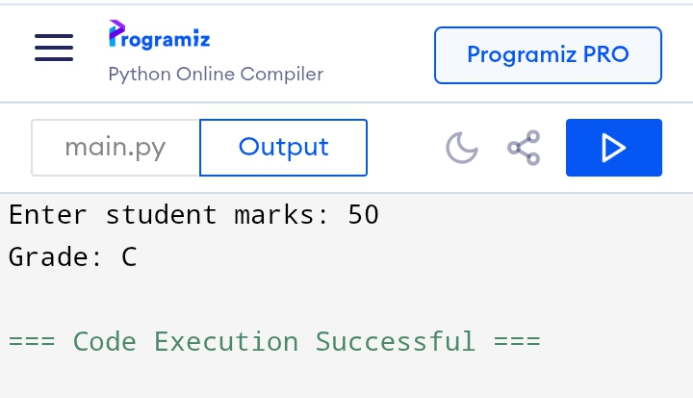 Programiz
Python Online Compiler
Programiz PRO
main.py
Output
Enter student marks: 50
Grade: C
=== Code Execution Successful ===